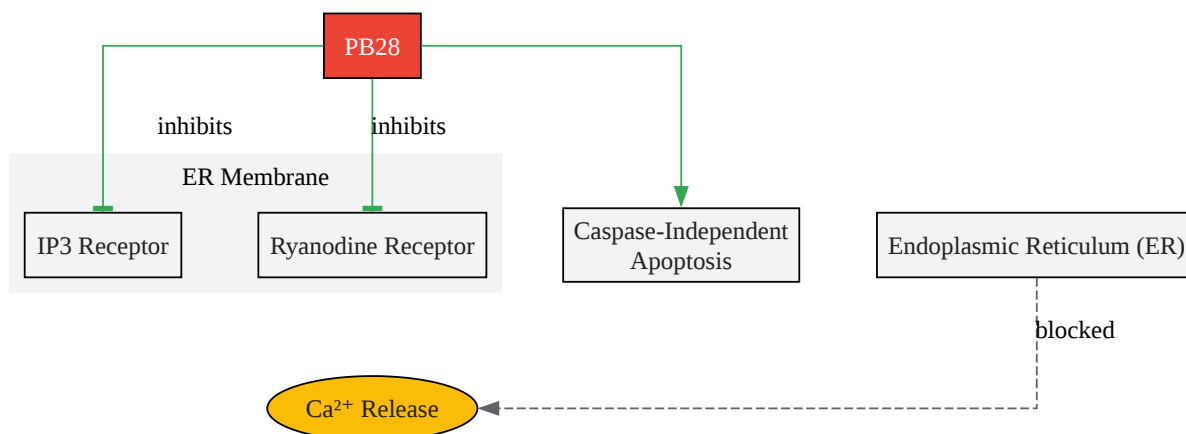 PB28
inhibits
inhibits
ER Membrane
IP3 Receptor
Ryanodine Receptor
Caspase-Independent
Apoptosis
Endoplasmic Reticulum (ER)
blocked
Ca²⁺ Release